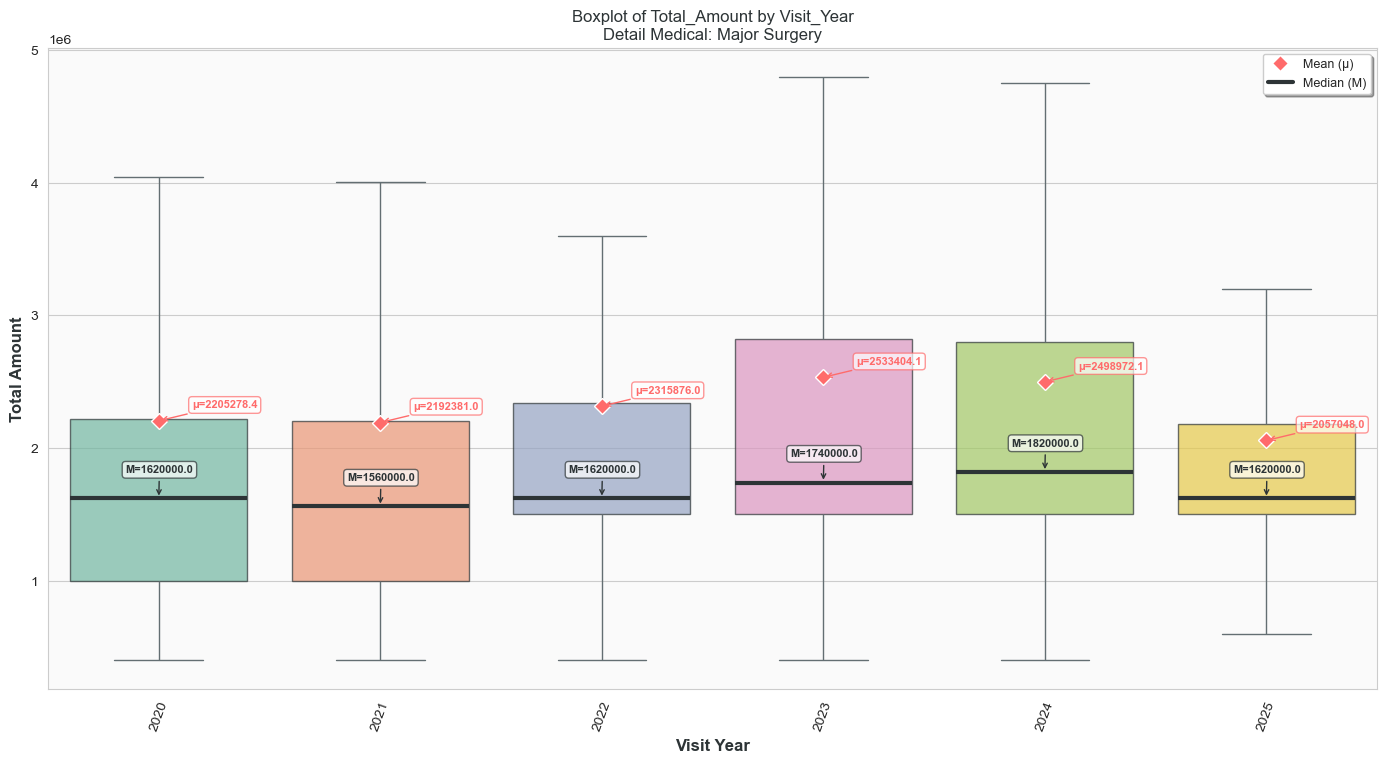 Boxplot of Total_Amount by Visit_Year
Detail Medical: Major Surgery
1e6
5
4
3
2
1
Total Amount
Mean (μ)
Median (M)
μ=2205278.4
M=1620000.0
μ=2192381.0
M=1560000.0
μ=2315876.0
M=1620000.0
μ=2533404.1
M=1740000.0
μ=2498972.1
M=1820000.0
μ=2057048.0
M=1620000.0
2020
2021
2022
2023
2024
2025
Visit Year